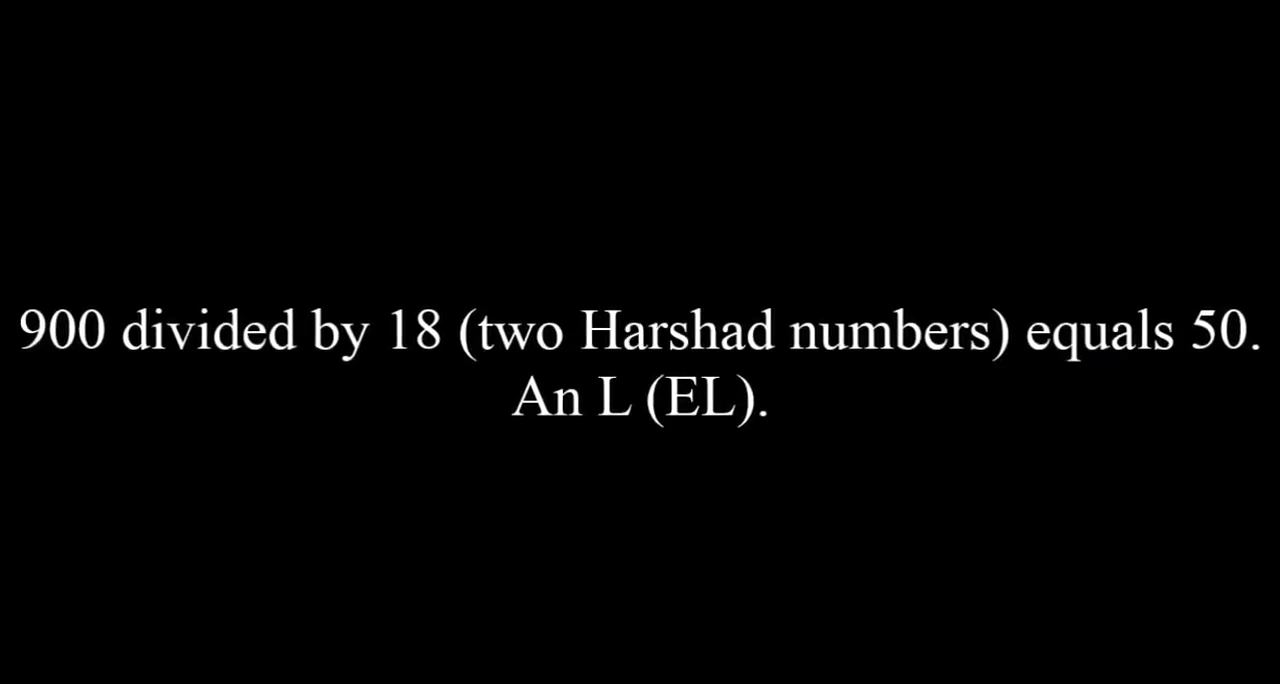 900 divided by 18 (two Harshad numbers) equals 50.
An L (EL).